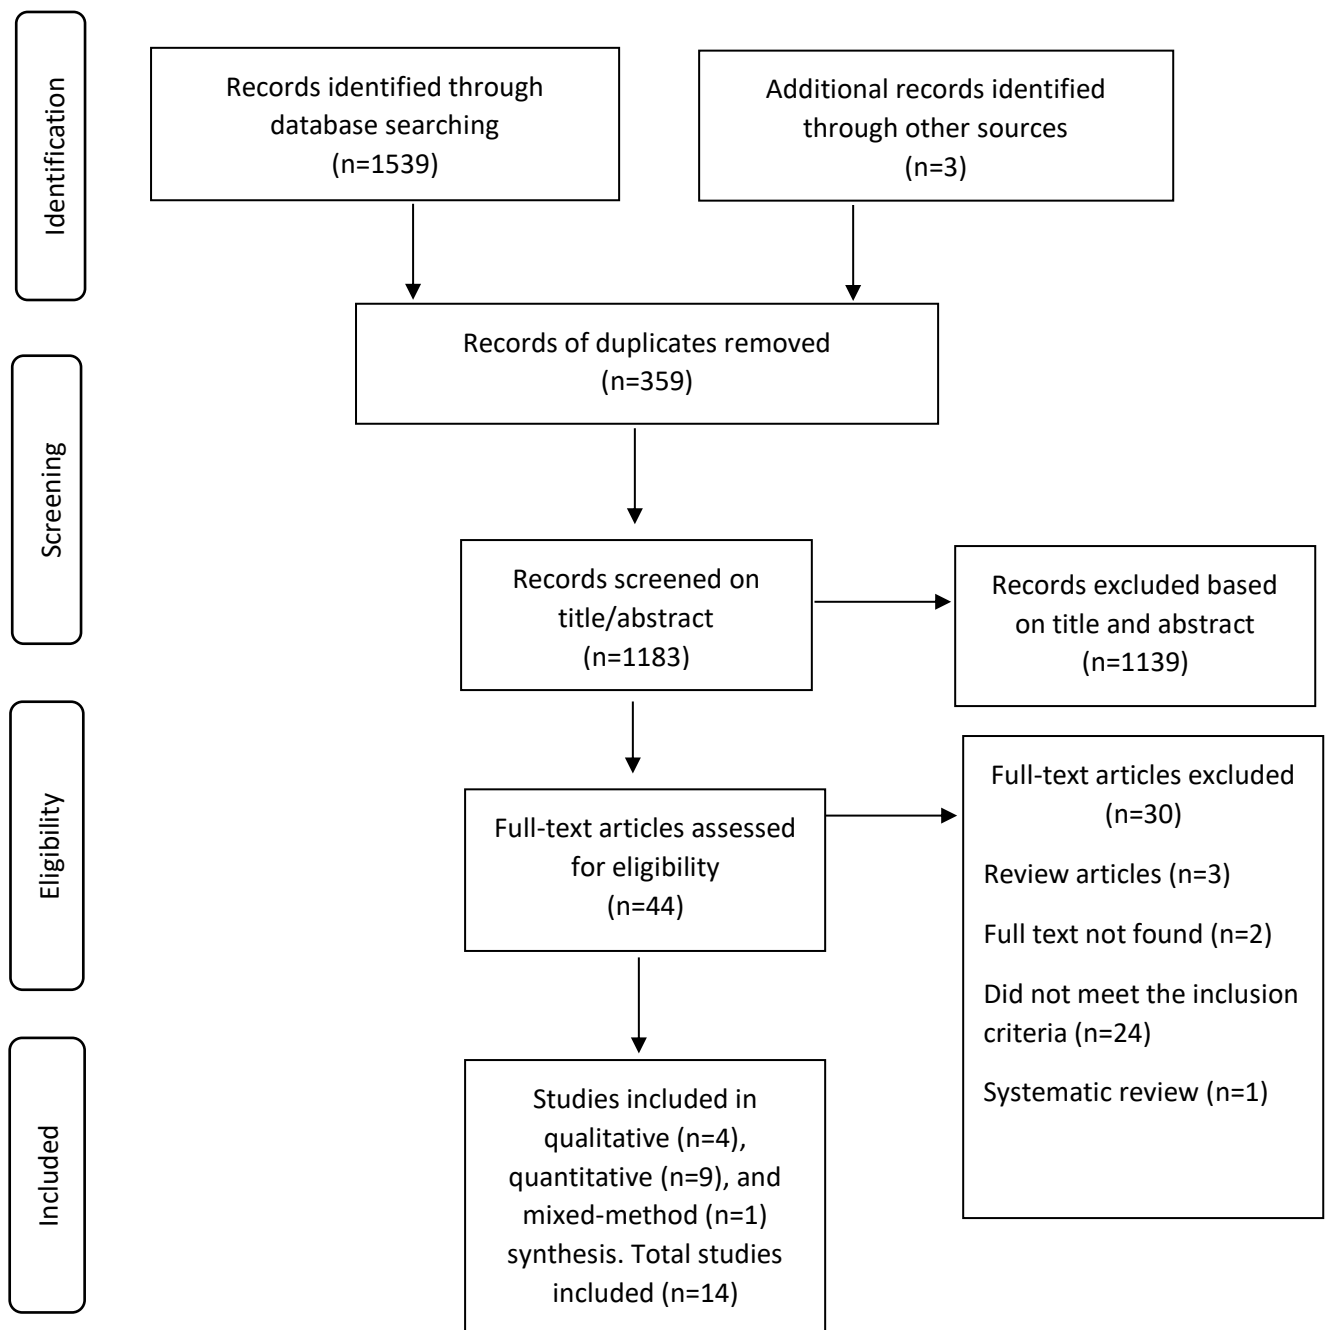 Identification
Records identified through
database searching
(n=1539)
Additional records identified
through other sources
(n=3)
Records of duplicates removed
(n=359)
Screening
Records screened on
title/abstract
(n=1183)
Records excluded based
on title and abstract
(n=1139)
Eligibility
Full-text articles assessed
for eligibility
(n=44)
Full-text articles excluded
(n=30)
Review articles (n=3)
Full text not found (n=2)
Did not meet the inclusion
criteria (n=24)
Systematic review (n=1)
Included
Studies included in
qualitative (n=4),
quantitative (n=9), and
mixed-method (n=1)
synthesis. Total studies
included (n=14)